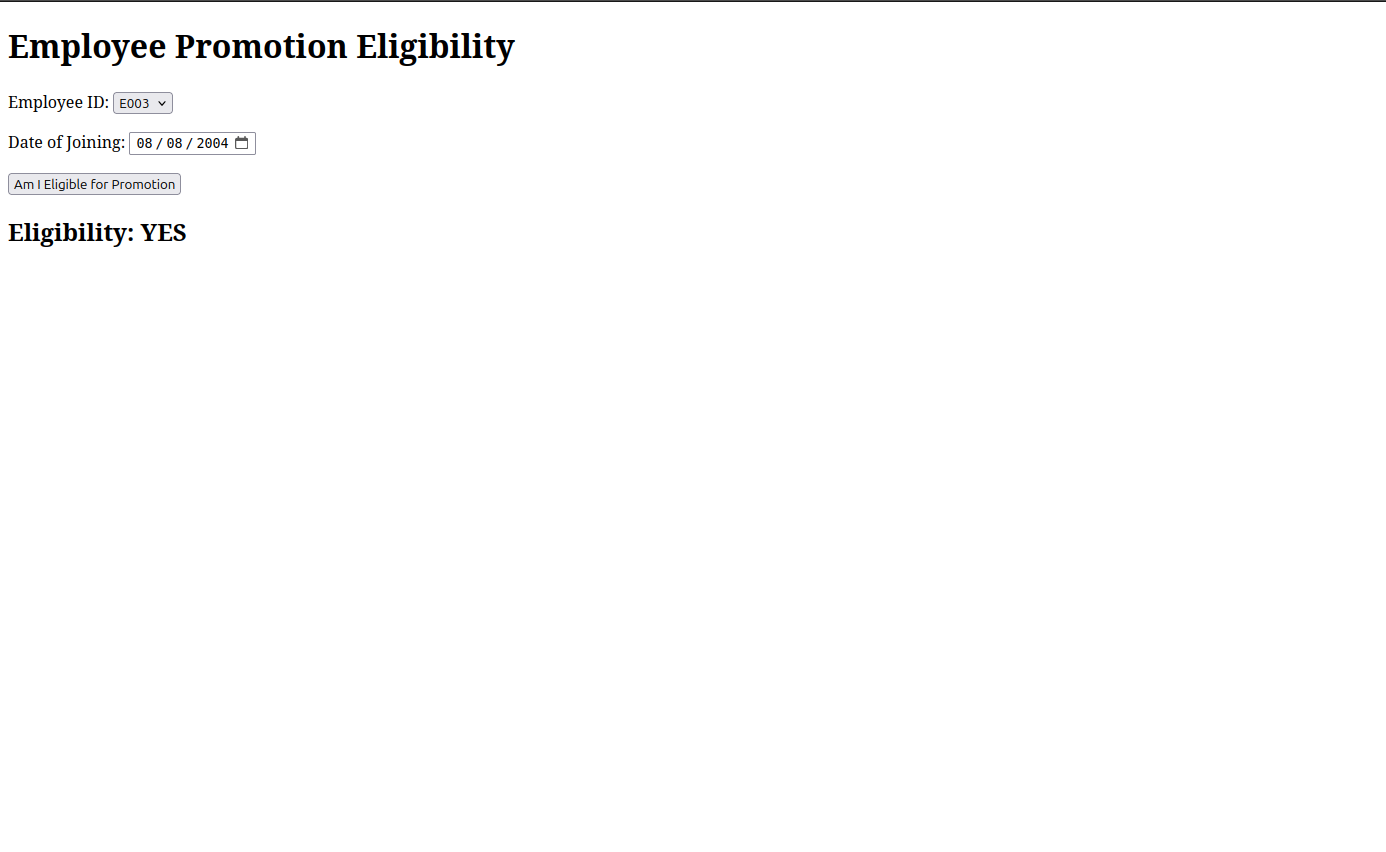 Employee Promotion Eligibility
Employee ID: E003
Date of Joining: 08 / 08 / 2004
Am I Eligible for Promotion
Eligibility: YES